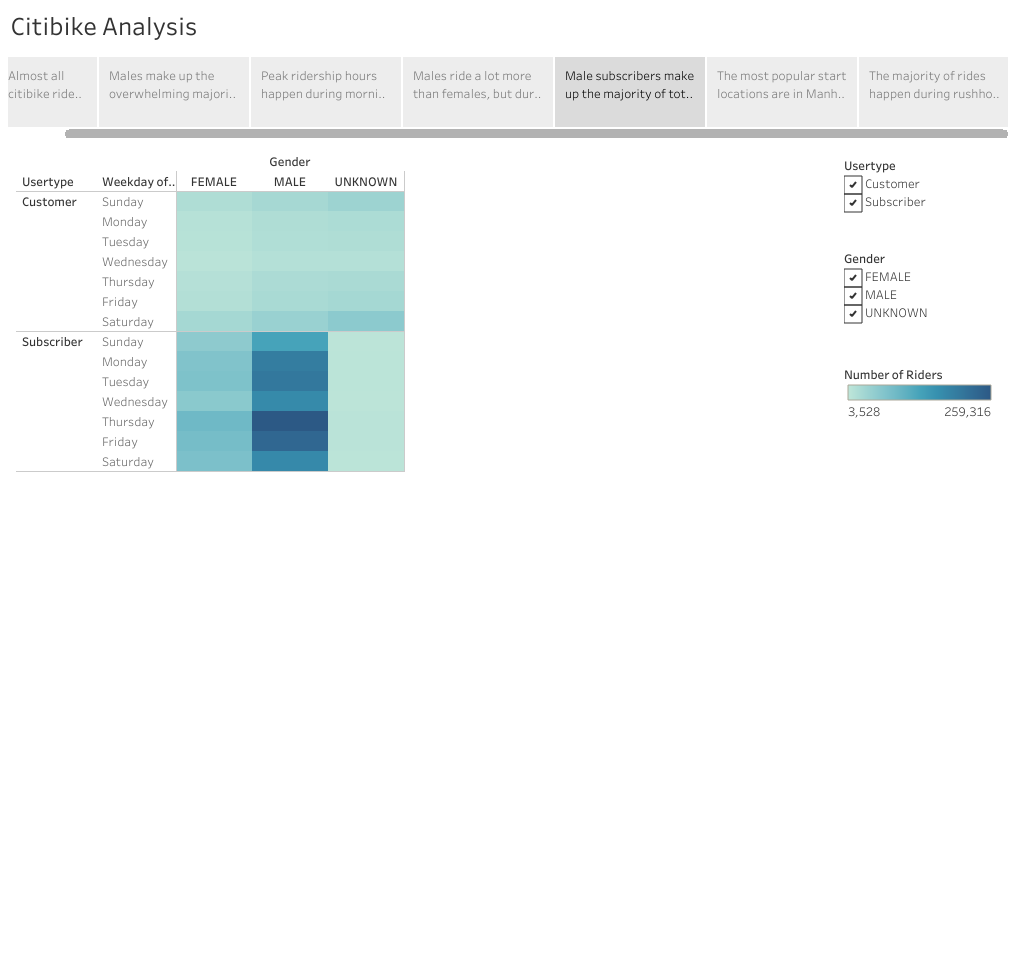 Citibike Analysis
Almost all
citibike ride..
Males make up the
overwhelming majori..
Peak ridership hours
happen during morni..
Males ride a lot more
than females, but dur..
Male subscribers make
up the majority of tot..
The most popular start
locations are in Manh..
The majority of rides
happen during rushho..
Gender
Usertype Weekday of.. FEMALE MALE UNKNOWN
Customer Sunday
Monday
Tuesday
Wednesday
Thursday
Friday
Saturday
Subscriber Sunday
Monday
Tuesday
Wednesday
Thursday
Friday
Saturday
Usertype
Customer
Subscriber
Gender
FEMALE
MALE
UNKNOWN
Number of Riders
3,528 259,316